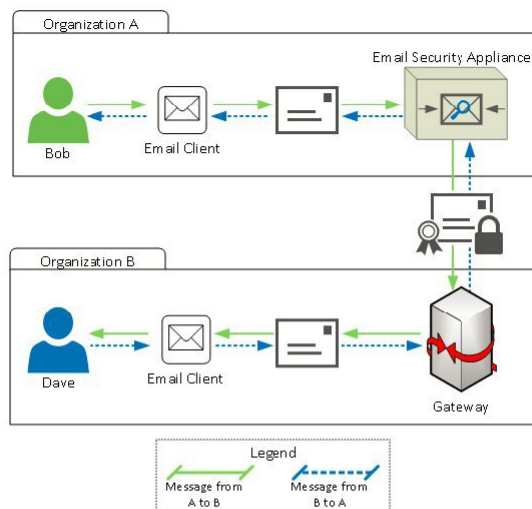 Organization A
Email Security Appliance
Bob
Email Client
Organization B
Dave
Email Client
Gateway
Legend
Message from
A to B
Message from
B to A